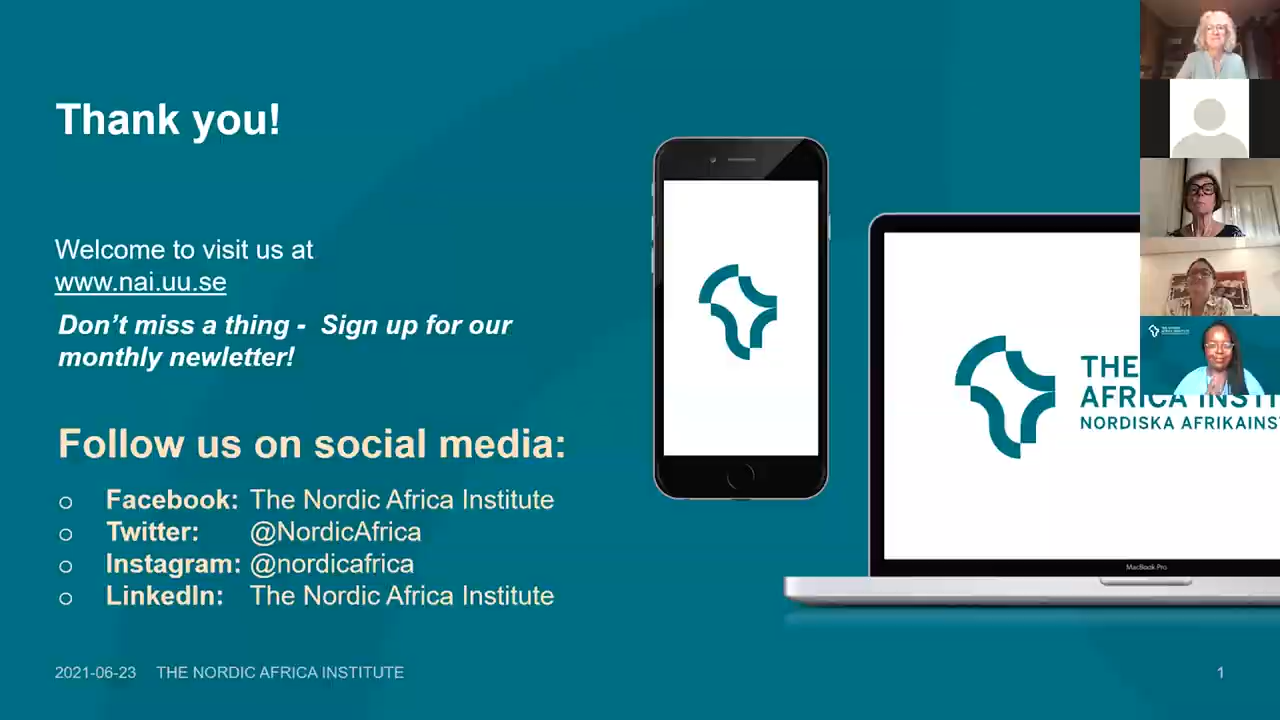 Thank you!
Welcome to visit us at
www.nai.uu.se
Don’t miss a thing - Sign up for our
monthly newletter!
Follow us on social media:
o Facebook: The Nordic Africa Institute
o Twitter: @NordicAfrica
o Instagram: @nordicafrica
o LinkedIn: The Nordic Africa Institute
2021-06-23 THE NORDIC AFRICA INSTITUTE
1
THE
AFRICA INSTI
NORDISKA AFRIKAINS
MacBook Pro